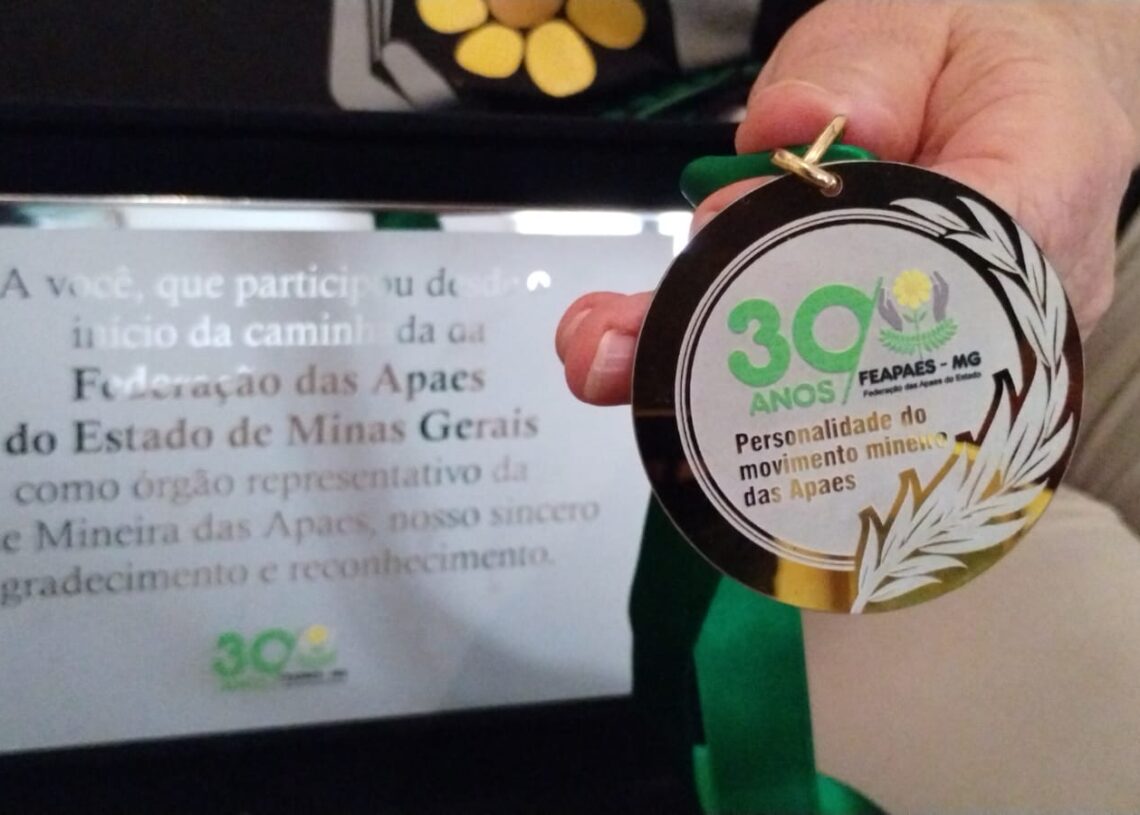 A você, que participou desde o
início da caminhada da
Federação das Apaes
do Estado de Minas Gerais
como órgão representativo da
e Mineira das Apaes, nosso sincero
gradecimento e reconhecimento.
30
30
ANOS
FEAPAES - MG
Federação das Apaes do Estado
Personalidade do
movimento mineiro
das Apaes